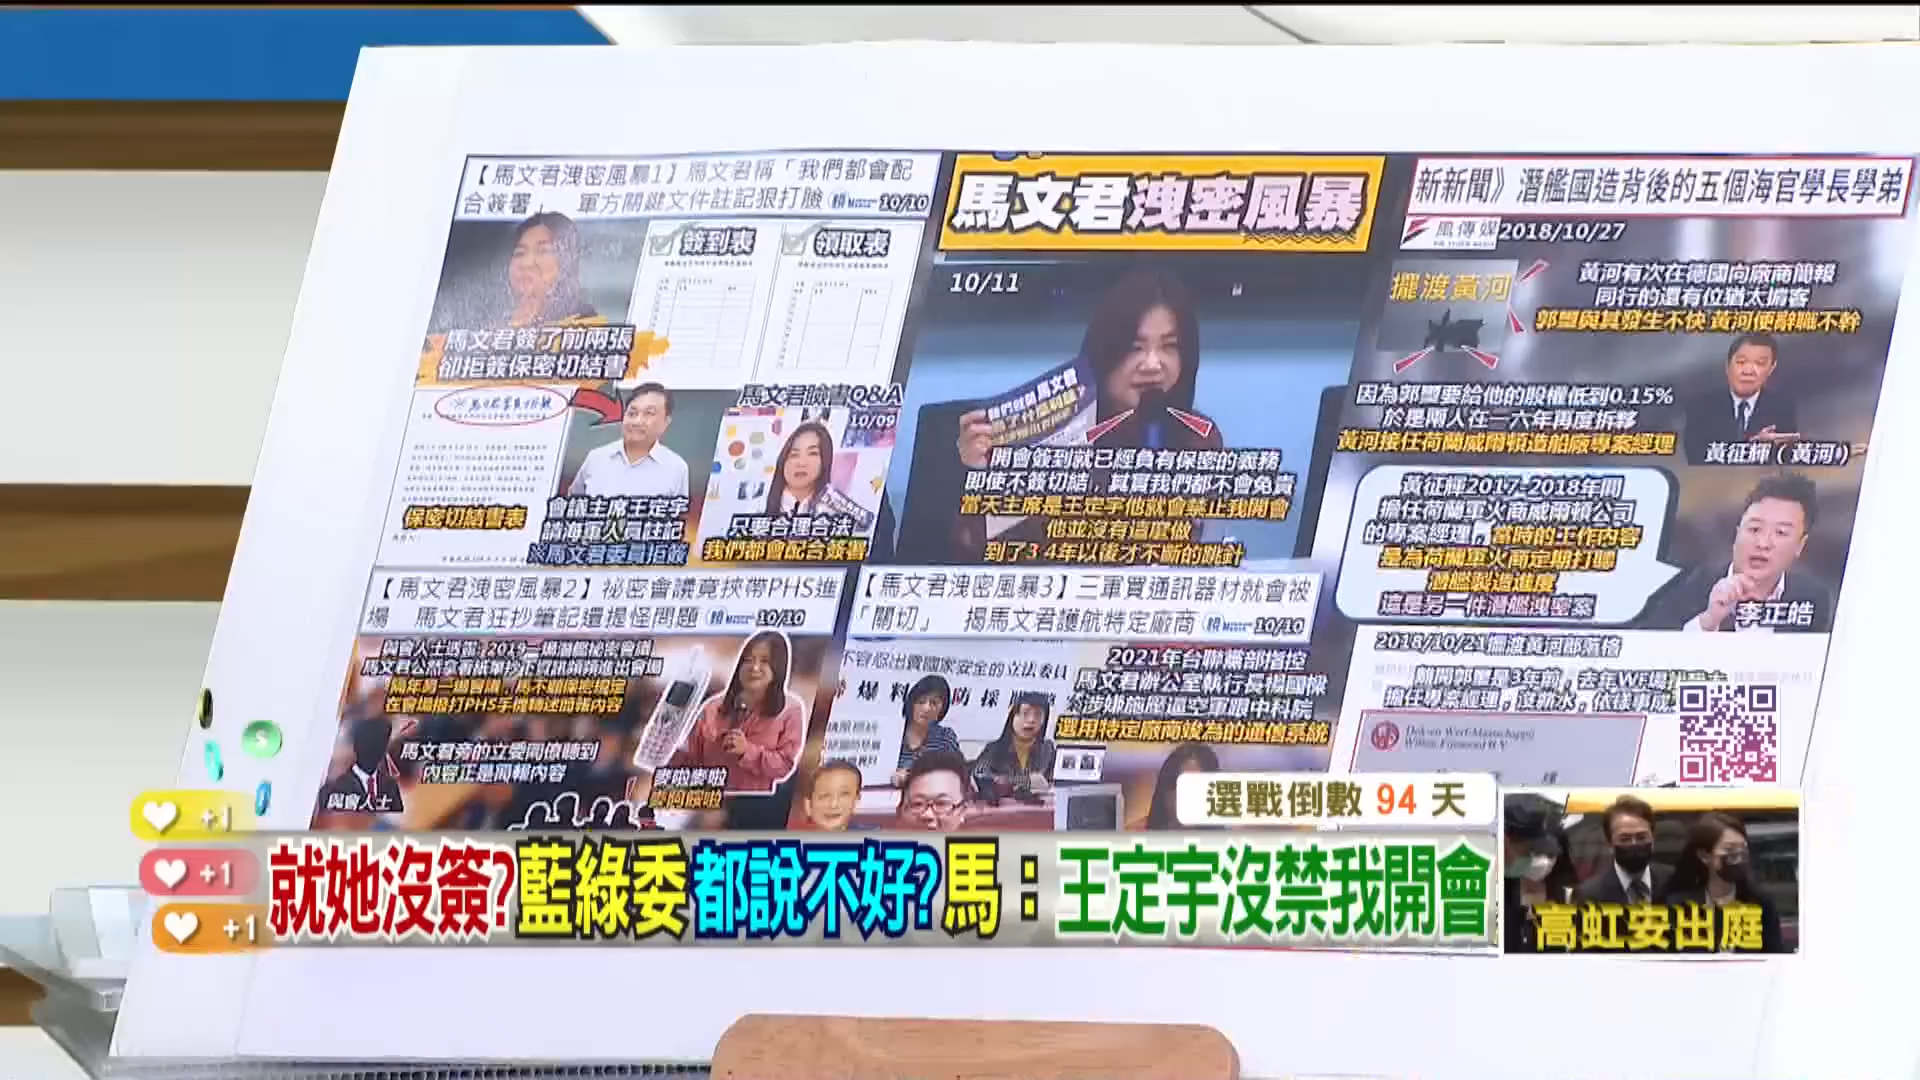 【馬文君洩密風暴1】馬文君稱「我們都會配
合簽署」 軍方關鍵文件註記狠打臉 10/10
簽到表
領取表
馬文君簽了前兩張
卻拒簽保密切結書
保密切結書表
會議主席王定宇
請海軍人員註記
※馬文君委員拒簽
馬文君臉書Q&A
10/09
只要合理合法
我們都會配合簽署
馬文君洩密風暴
10/11
開會簽到就已經負有保密的義務
即使不簽切結,其實我們都不會免責
當天主席是王定宇他就會禁止我開會
他並沒有這麼做
到了3 4年以後才不斷的跳針
新新聞》潛艦國造背後的五個海官學長學弟
風傳媒 2018/10/27
擺渡黃河
黃河有次在德國向廠商簡報
同行的還有位猶太掮客
郭璽與其發生不快 黃河便辭職不幹
因為郭璽要給他的股權低到0.15%
於是兩人在一六年再度拆夥
黃河接任荷蘭威爾頓造船廠專案經理
黃征輝(黃河)
黃征輝2017-2018年間
擔任荷蘭軍火商威爾頓公司
的專案經理,當時的工作內容
是為荷蘭軍火商定期打聽
潛艦製造進度
這是另一件潛艦洩密案
李正皓
2018/10/21擺渡黃河部落格
【馬文君洩密風暴2】祕密會議竟挾帶PHS進
場 馬文君狂抄筆記還提怪問題 10/10
與會人士透露,2019一場潛艦祕密會議
馬文君公然拿著紙筆抄下資訊頻頻進出會場
隔年另一場會議,馬不顧保密規定
在會場撥打PHS手機轉述簡報內容
馬文君旁的立委同僚聽到
內容正是簡報內容
與會人士
麥啦麥啦
【馬文君洩密風暴3】三軍買通訊器材就會被
「關切」 揭馬文君護航特定廠商 10/10
2021年台聯黨部指控
馬文君辦公室執行長楊國樑
涉嫌施壓逼空軍跟中科院
選用特定廠商竣為的通信系統
選戰倒數 94 天
+1
+1
+1
就她沒簽?藍綠委都說不好?馬:王定宇沒禁我開會
高虹安出庭